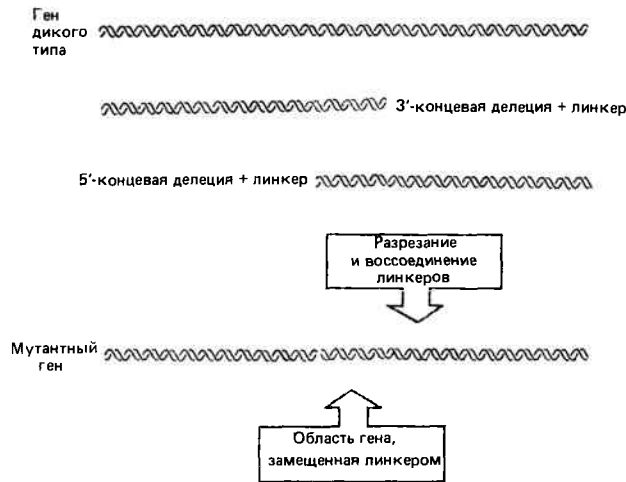 Ген
дикого
типа
3′-концевая делеция + линкер
5′-концевая делеция + линкер
Разрезание
и воссоединение
линкеров
Мутантный
ген
Область гена,
замещенная линкером